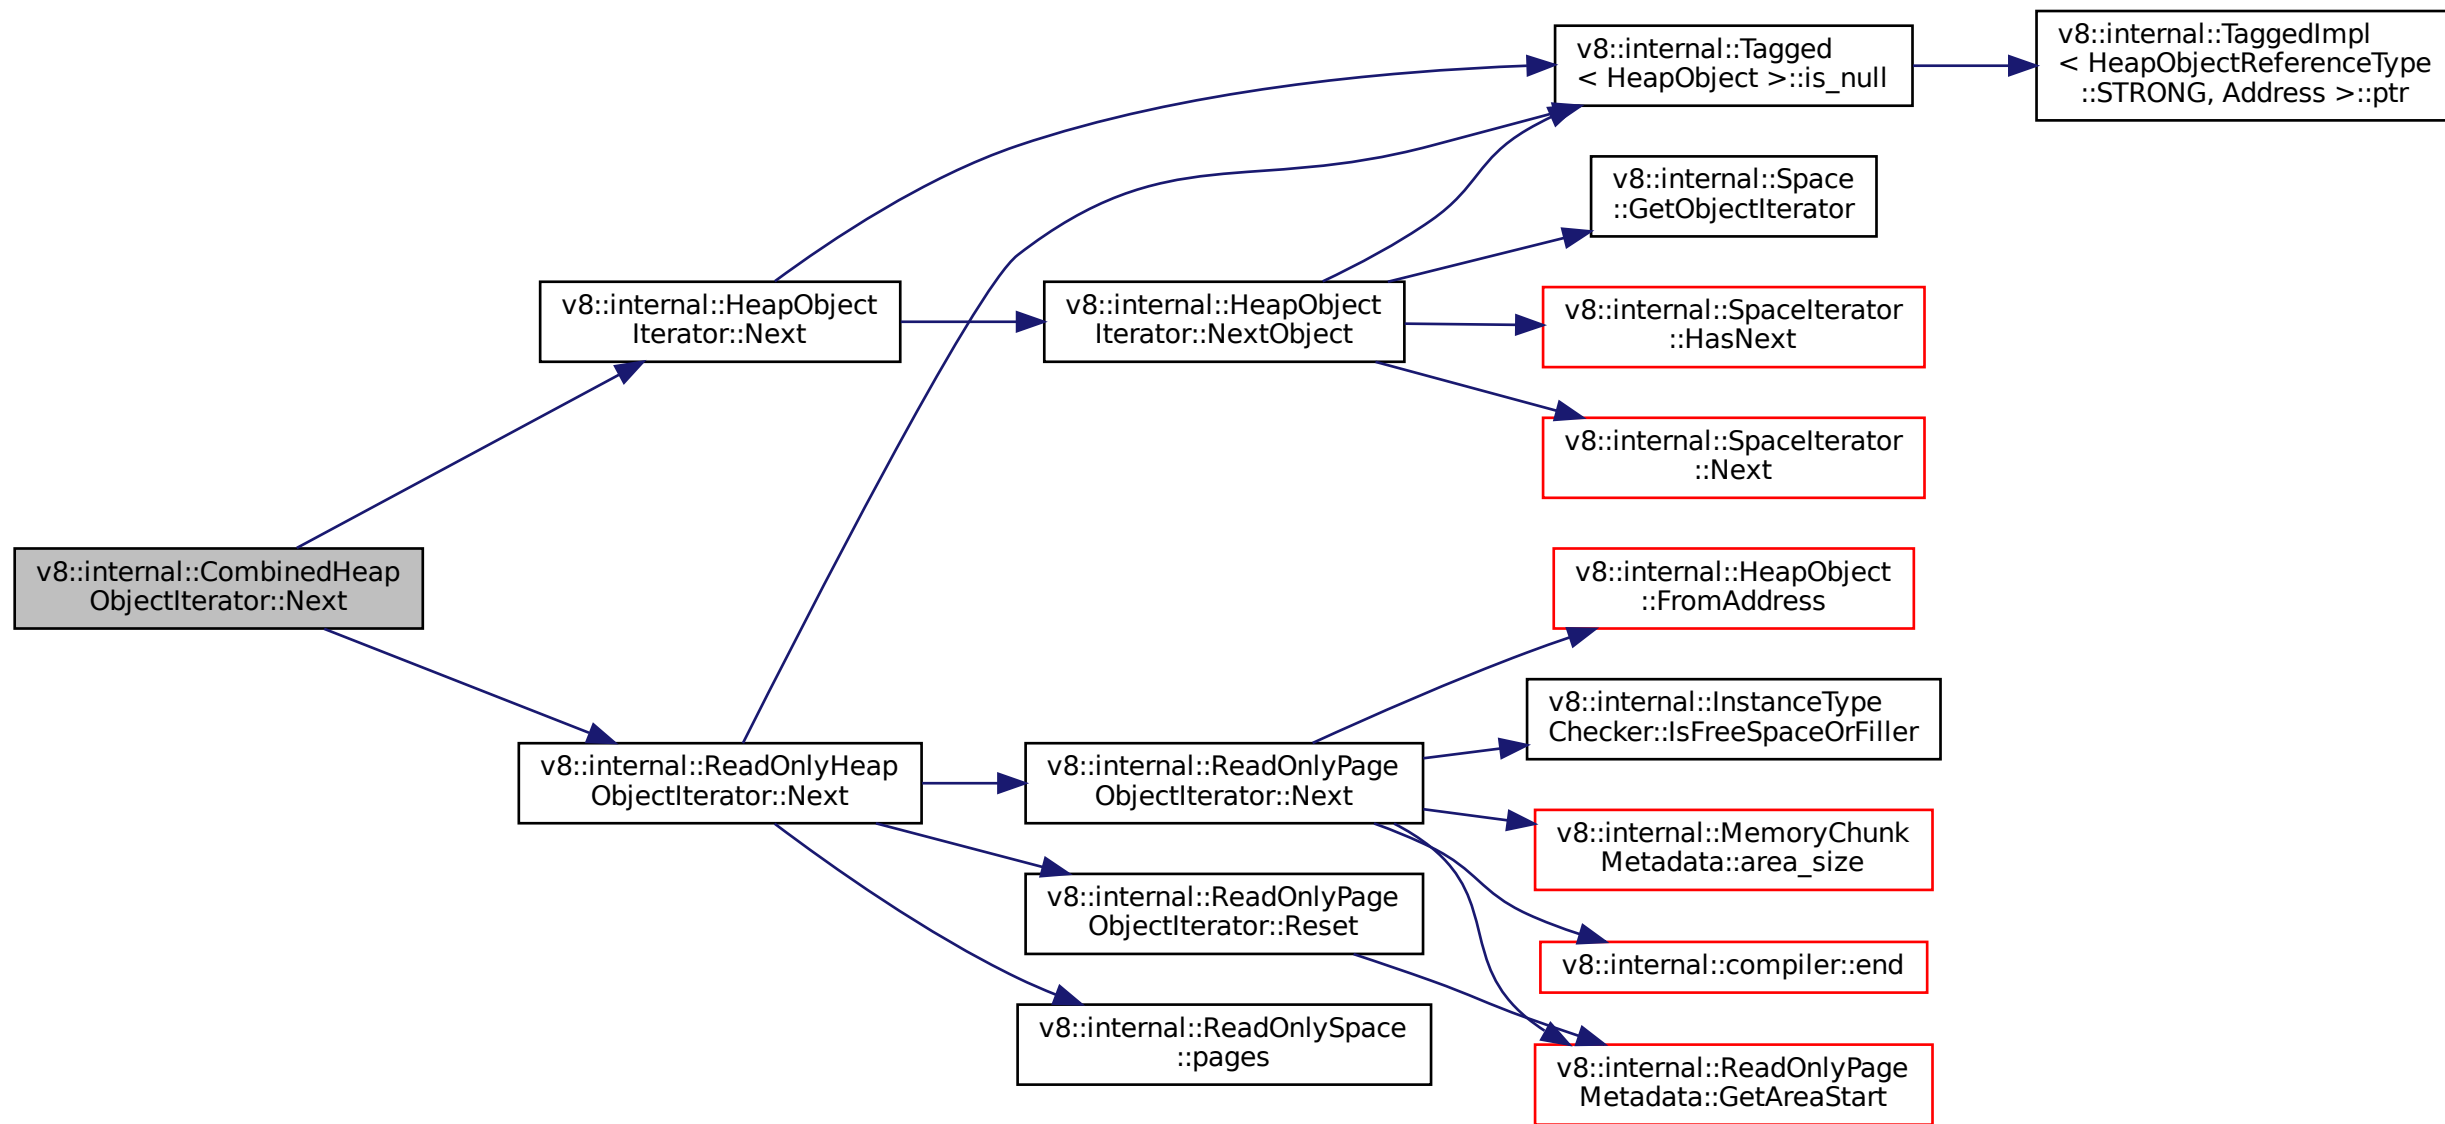 v8::internal::CombinedHeap
ObjectIterator::Next
v8::internal::HeapObject
Iterator::Next
v8::internal::ReadOnlyHeap
ObjectIterator::Next
v8::internal::HeapObject
Iterator::NextObject
v8::internal::ReadOnlyPage
ObjectIterator::Next
v8::internal::ReadOnlyPage
ObjectIterator::Reset
v8::internal::ReadOnlySpace
::pages
v8::internal::Tagged
< HeapObject >::is_null
v8::internal::Space
::GetObjectIterator
v8::internal::SpaceIterator
::HasNext
v8::internal::SpaceIterator
::Next
v8::internal::HeapObject
::FromAddress
v8::internal::InstanceType
Checker::IsFreeSpaceOrFiller
v8::internal::MemoryChunk
Metadata::area_size
v8::internal::compiler::end
v8::internal::ReadOnlyPage
Metadata::GetAreaStart
v8::internal::TaggedImpl
< HeapObjectReferenceType
::STRONG, Address >::ptr